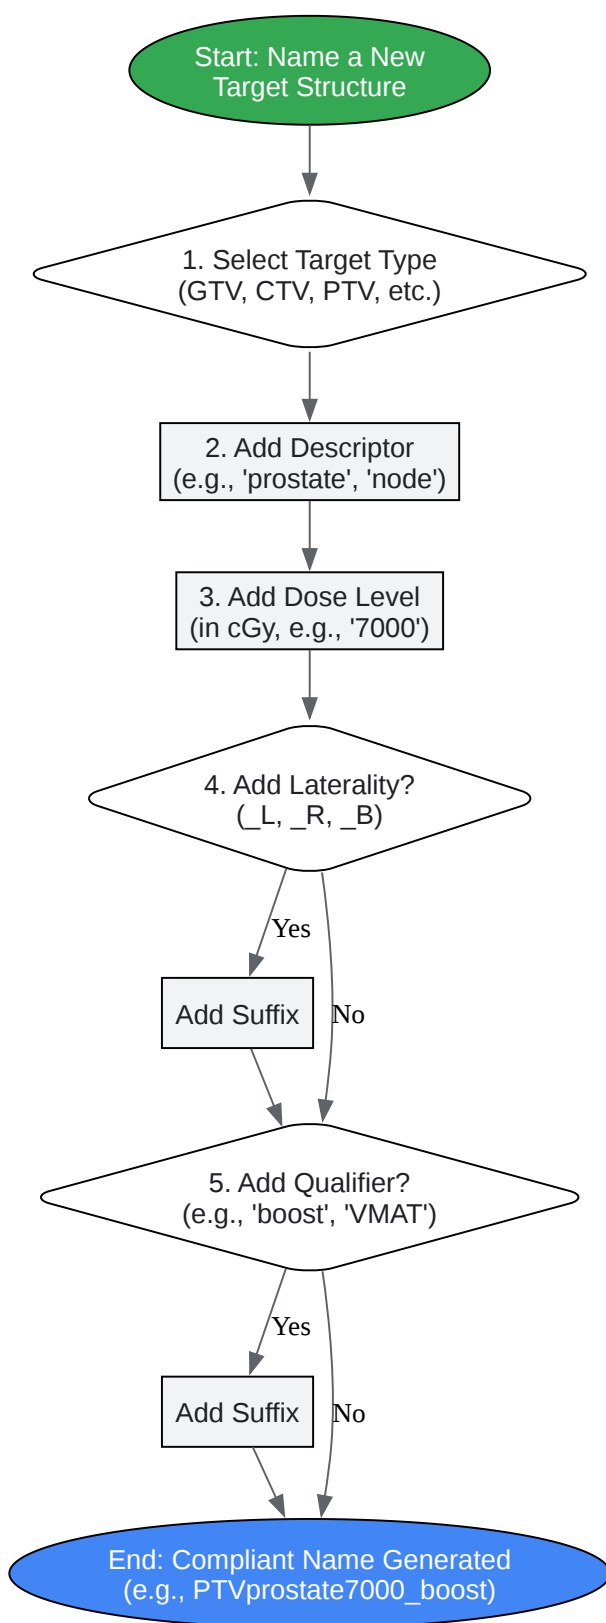 Start: Name a New
Target Structure
1. Select Target Type
(GTV, CTV, PTV, etc.)
2. Add Descriptor
(e.g., 'prostate', 'node')
3. Add Dose Level
(in cGy, e.g., '7000')
4. Add Laterality?
(_L, _R, _B)
Yes
Add Suffix
No
5. Add Qualifier?
(e.g., 'boost', 'VMAT')
Yes
Add Suffix
No
End: Compliant Name Generated
(e.g., PTVprostate7000_boost)